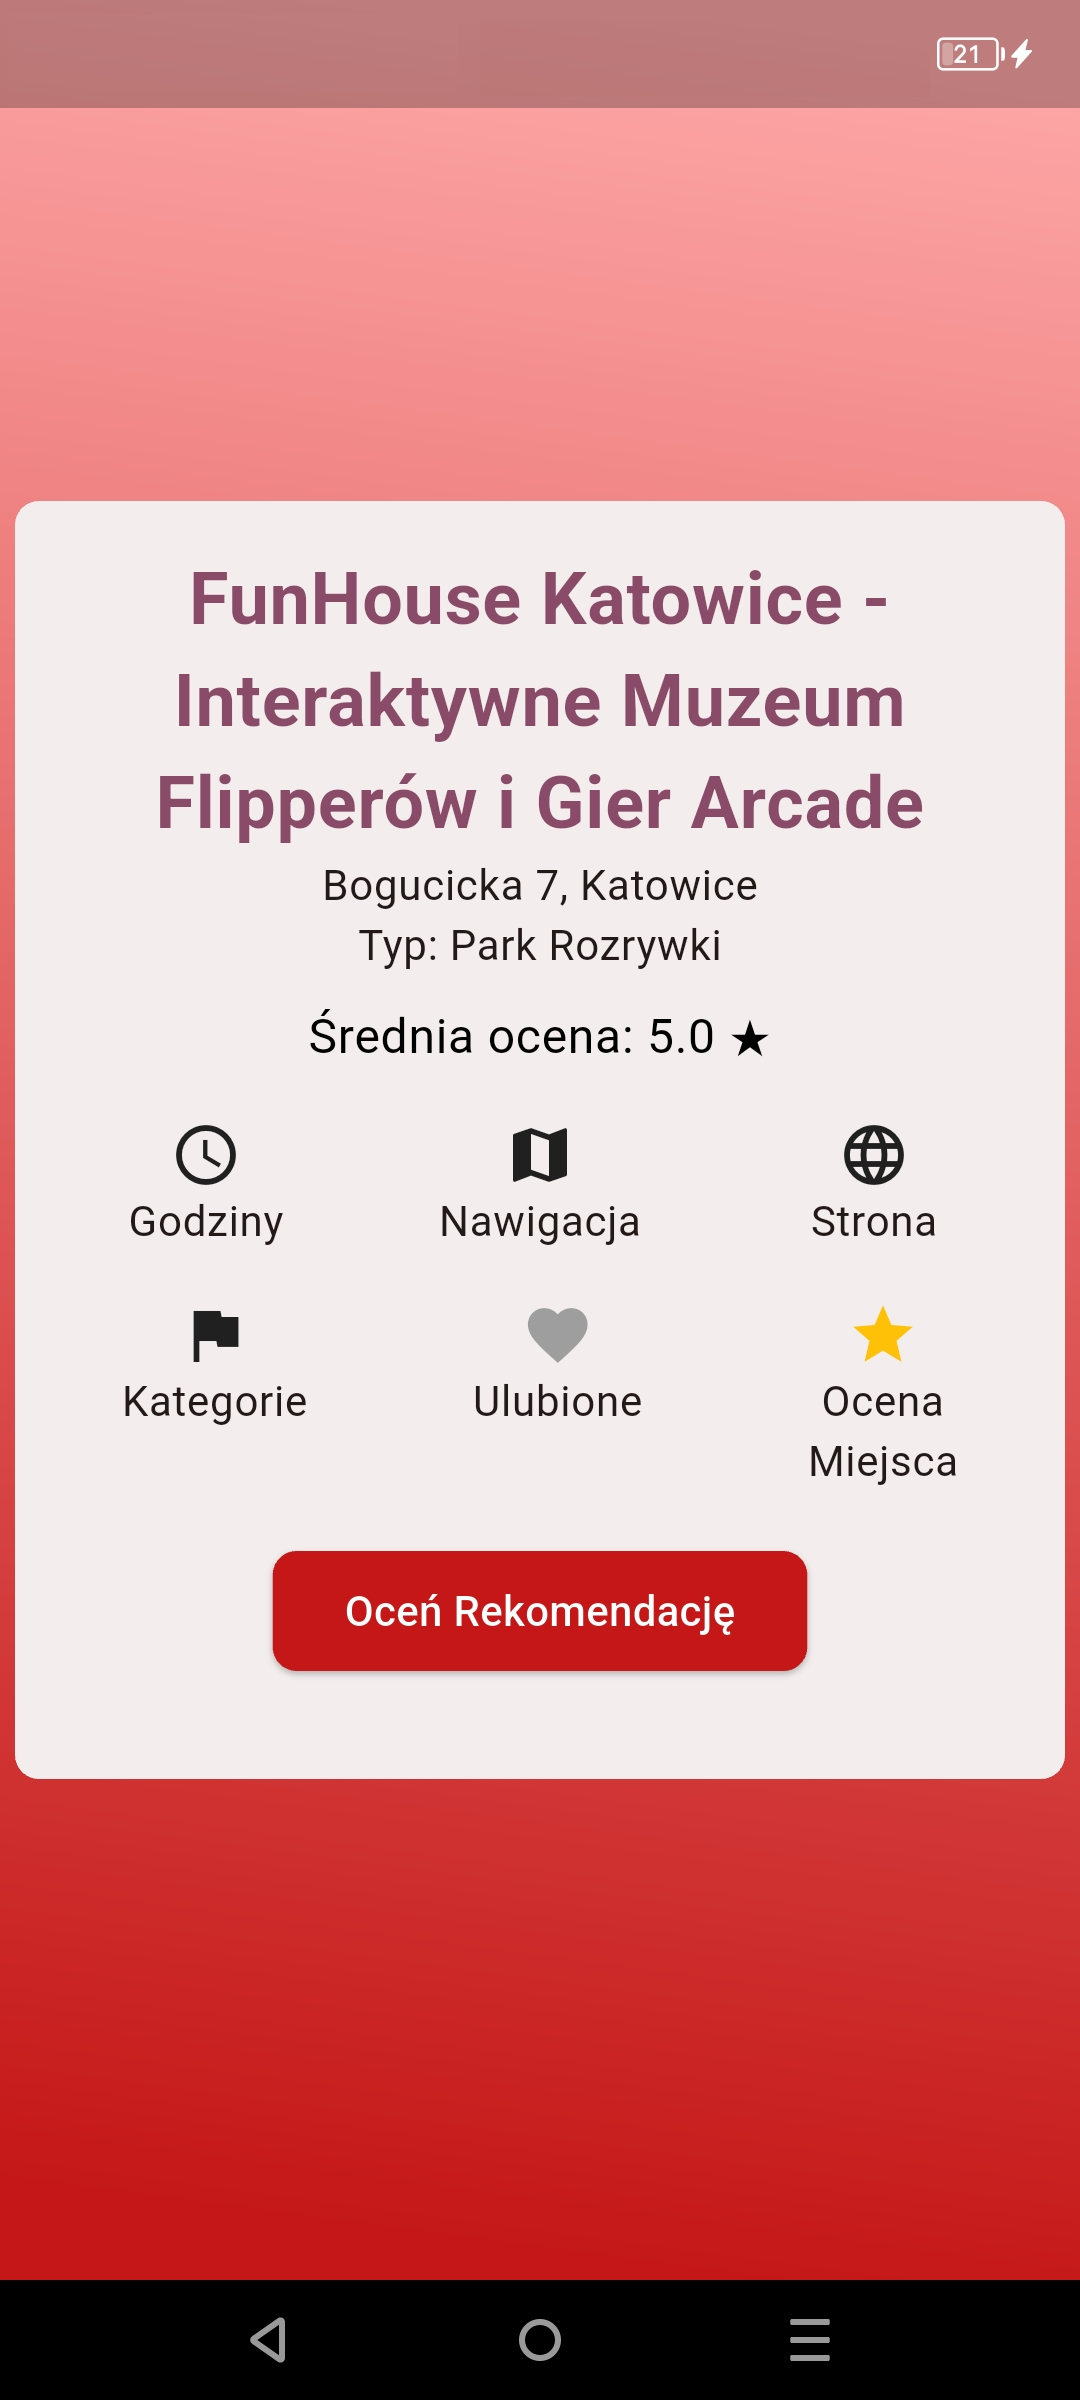 21
FunHouse Katowice -
Interaktywne Muzeum
Flipperów i Gier Arcade
Bogucicka 7, Katowice
Typ: Park Rozrywki
Średnia ocena: 5.0 ★
Godziny Nawigacja Strona
Kategorie Ulubione Ocena
Miejsca
Oceń Rekomendację